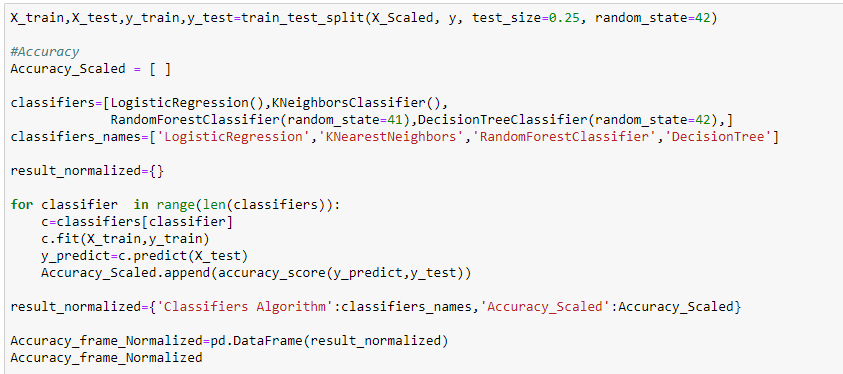 X_train,X_test,y_train,y_test=train_test_split(X_Scaled, y, test_size=0.25, random_state=42)
#Accuracy
Accuracy_Scaled = [ ]
classifiers=[LogisticRegression(),KNeighborsClassifier(),
RandomForestClassifier(random_state=41),DecisionTreeClassifier(random_state=42),]
classifiers_names=['LogisticRegression','KNearestNeighbors','RandomForestClassifier','DecisionTree']
result_normalized={}
for classifier  in range(len(classifiers)):
    c=classifiers[classifier]
    c.fit(X_train,y_train)
    y_predict=c.predict(X_test)
    Accuracy_Scaled.append(accuracy_score(y_predict,y_test))
result_normalized={'Classifiers Algorithm':classifiers_names,'Accuracy_Scaled':Accuracy_Scaled}
Accuracy_frame_Normalized=pd.DataFrame(result_normalized)
Accuracy_frame_Normalized